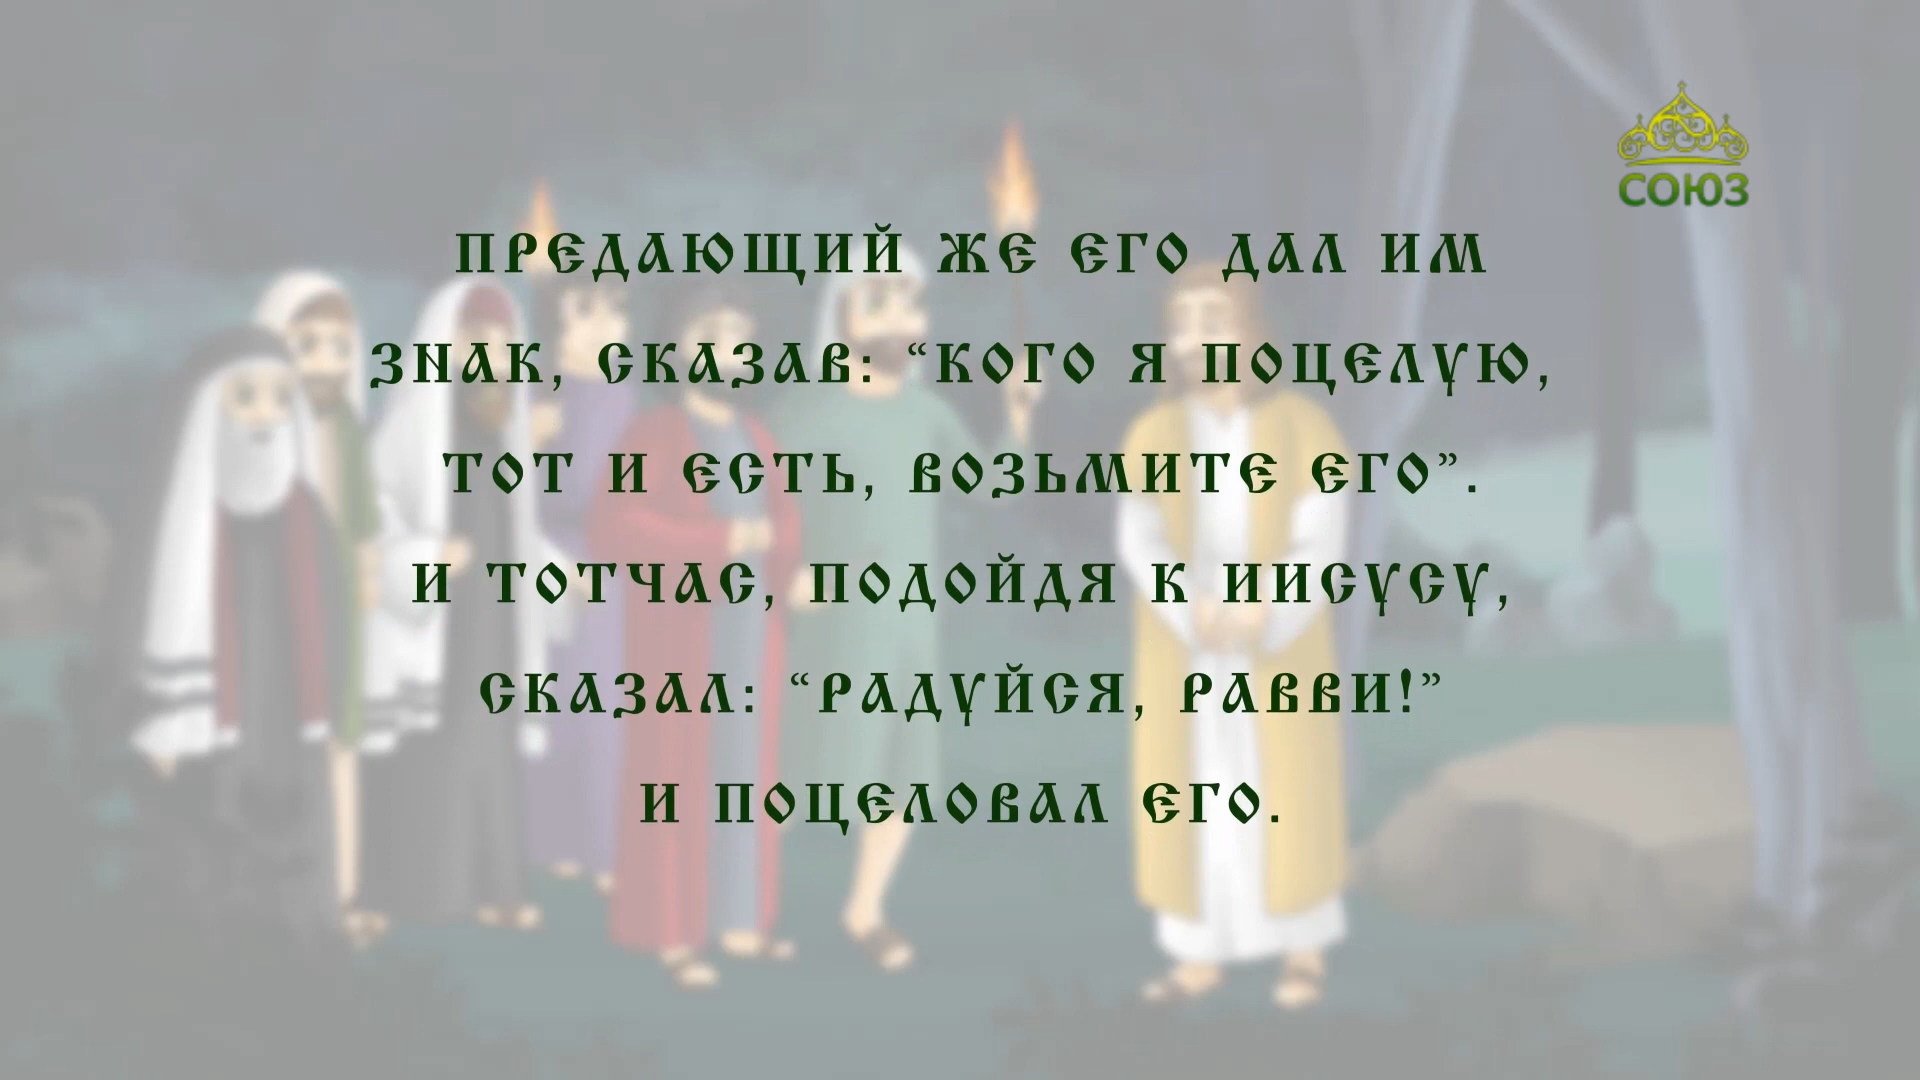 СОЮЗ
ПРЕДАЮЩИЙ ЖЕ ЕГО ДАЛ ИМ
ЗНАК, СКАЗАВ: “КОГО Я ПОЦЕЛУЮ,
ТОТ И ЕСТЬ, ВОЗЬМИТЕ ЕГО”.
И ТОТЧАС, ПОДОЙДЯ К ИИСУСУ,
СКАЗАЛ: “РАДУЙСЯ, РАВВИ!”
И ПОЦЕЛОВАЛ ЕГО.